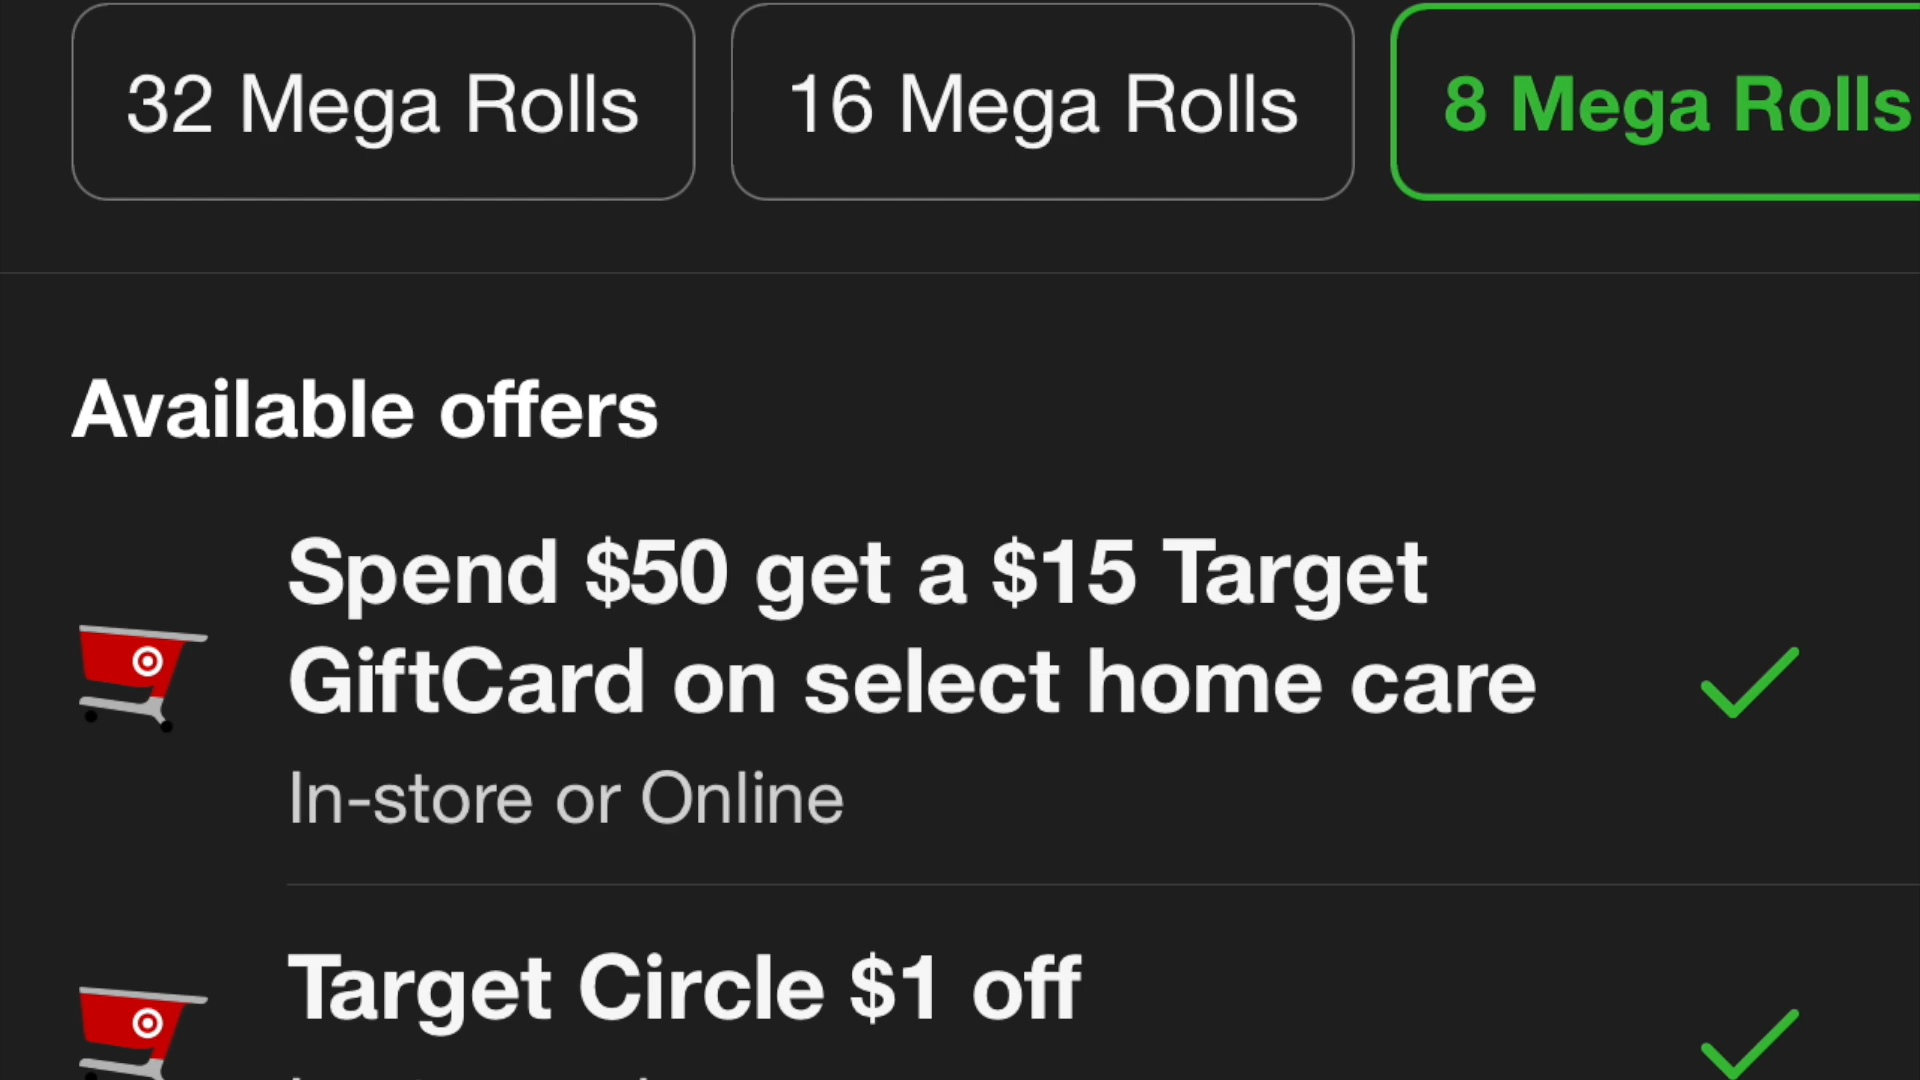 32 Mega Rolls
16 Mega Rolls
8 Mega Rolls
Available offers
Spend $50 get a $15 Target
GiftCard on select home care
In-store or Online
Target Circle $1 off